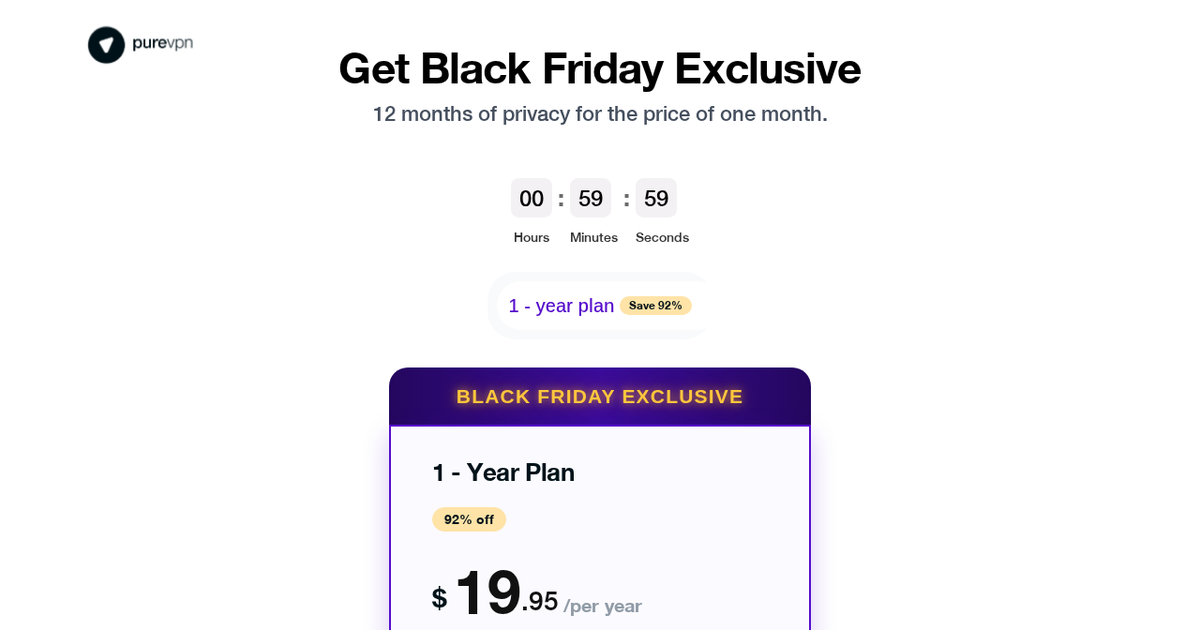 purevpn
Get Black Friday Exclusive
12 months of privacy for the price of one month.
00 : 59 : 59
Hours Minutes Seconds
1 - year plan Save 92%
BLACK FRIDAY EXCLUSIVE
1 - Year Plan
92% off
$ 19.95 /per year